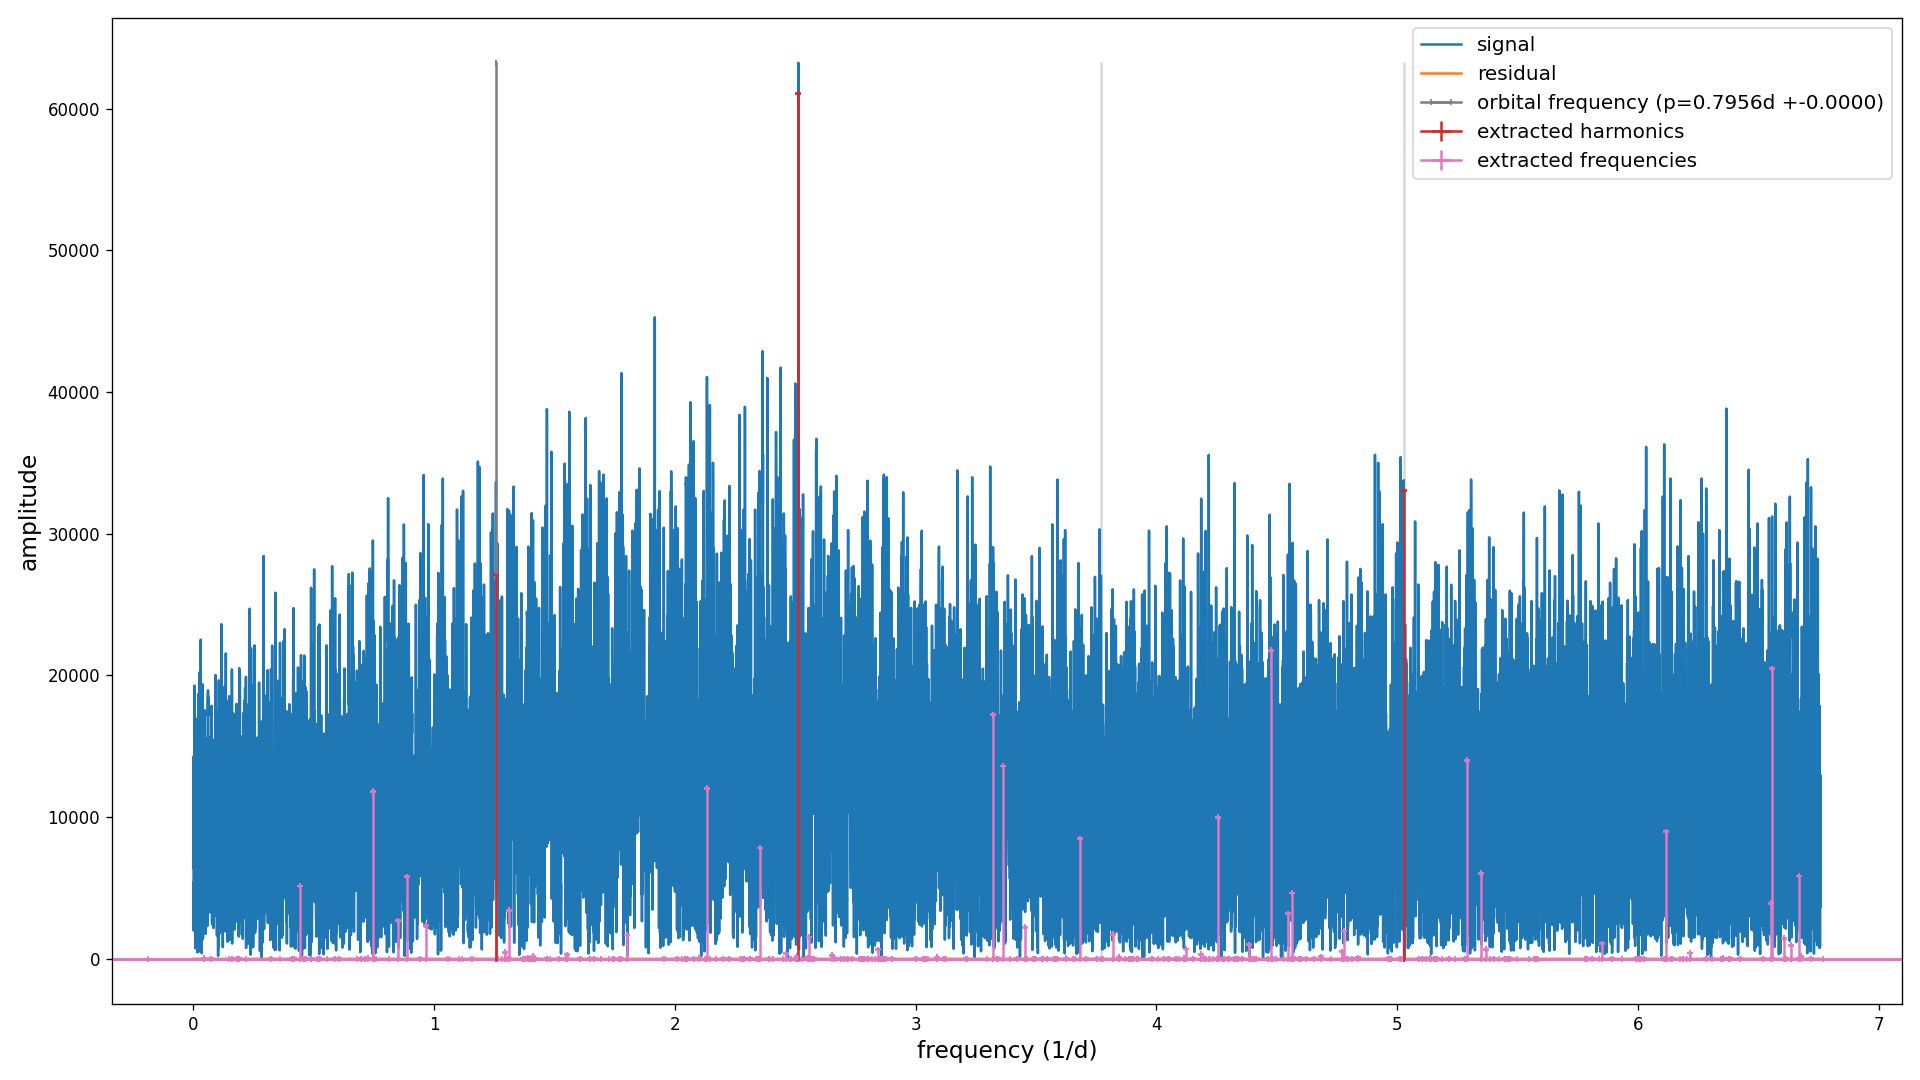 signal
residual
orbital frequency (p=0.7956d +-0.0000)
extracted harmonics
extracted frequencies
amplitude
60000
50000
40000
30000
20000
10000
0
0 1 2 3 4 5 6 7
frequency (1/d)